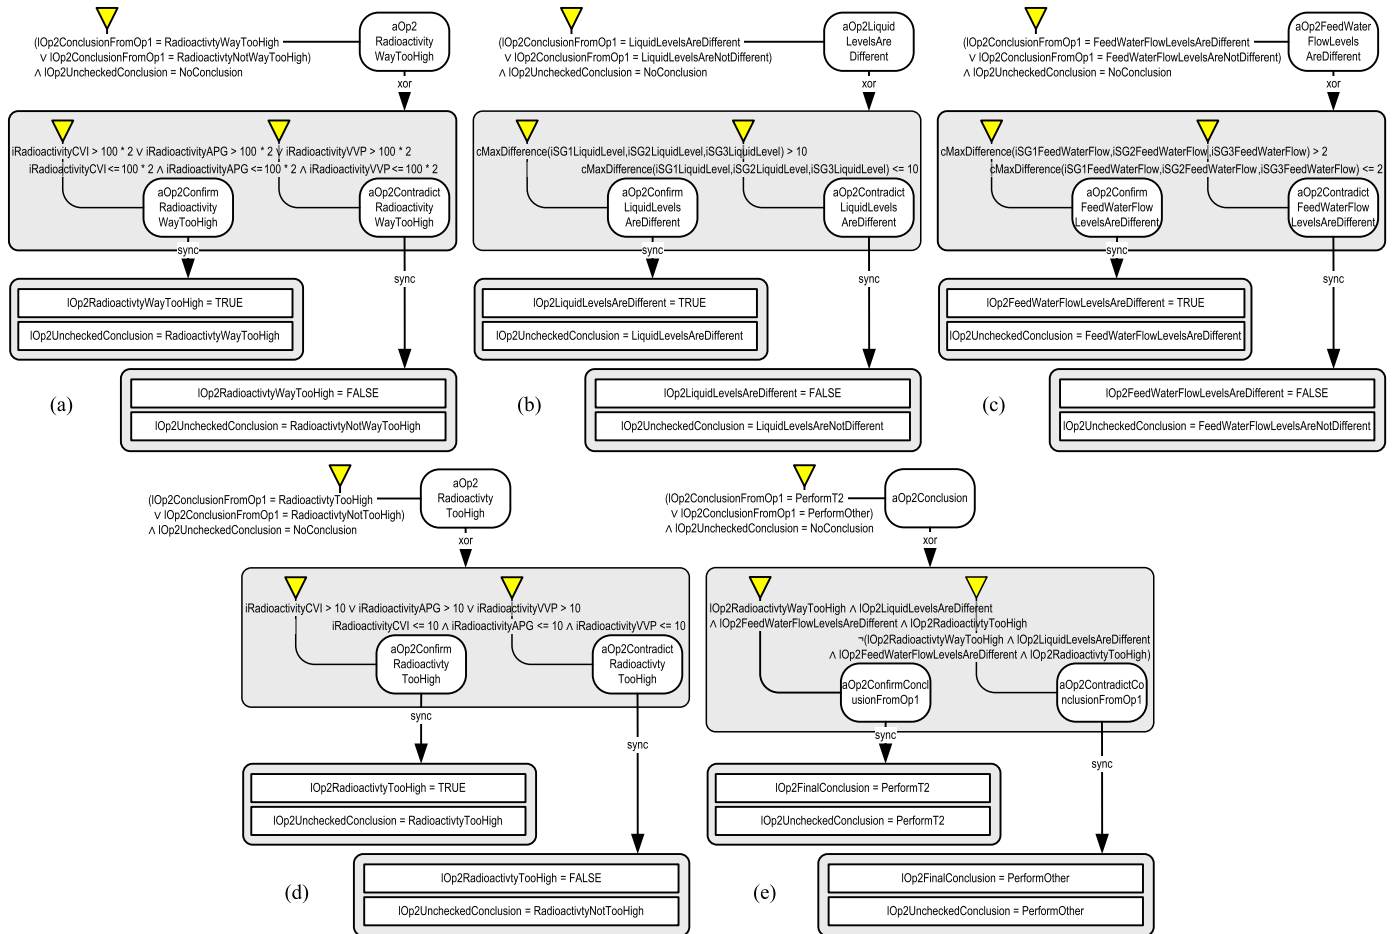 (lOp2ConclusionFromOp1 = RadioactivtyWayTooHigh
∨ lOp2ConclusionFromOp1 = RadioactivtyNotWayTooHigh)
∧ lOp2UncheckedConclusion = NoConclusion
aOp2
Radioactivity
WayTooHigh
xor
iRadioactivityCVI > 100 * 2 ∨ iRadioactivityAPG > 100 * 2 ∨ iRadioactivityVVP > 100 * 2
iRadioactivityCVI <= 100 * 2 ∧ iRadioactivityAPG <= 100 * 2 ∧ iRadioactivityVVP <= 100 * 2
aOp2Confirm
Radioactivity
WayTooHigh
aOp2Contradict
Radioactivity
WayTooHigh
sync
sync
lOp2RadioactivtyWayTooHigh = TRUE
lOp2UncheckedConclusion = RadioactivtyWayTooHigh
lOp2RadioactivtyWayTooHigh = FALSE
lOp2UncheckedConclusion = RadioactivtyNotWayTooHigh
(a)
(lOp2ConclusionFromOp1 = LiquidLevelsAreDifferent
∨ lOp2ConclusionFromOp1 = LiquidLevelsAreNotDifferent)
∧ lOp2UncheckedConclusion = NoConclusion
aOp2Liquid
LevelsAre
Different
xor
cMaxDifference(iSG1LiquidLevel,iSG2LiquidLevel,iSG3LiquidLevel) > 10
cMaxDifference(iSG1LiquidLevel,iSG2LiquidLevel,iSG3LiquidLevel) <= 10
aOp2Confirm
LiquidLevels
AreDifferent
aOp2Contradict
LiquidLevels
AreDifferent
sync
sync
lOp2LiquidLevelsAreDifferent = TRUE
lOp2UncheckedConclusion = LiquidLevelsAreDifferent
lOp2LiquidLevelsAreDifferent = FALSE
lOp2UncheckedConclusion = LiquidLevelsAreNotDifferent
(b)
(lOp2ConclusionFromOp1 = FeedWaterFlowLevelsAreDifferent
∨ lOp2ConclusionFromOp1 = FeedWaterFlowLevelsAreNotDifferent)
∧ lOp2UncheckedConclusion = NoConclusion
aOp2FeedWater
FlowLevels
AreDifferent
xor
cMaxDifference(iSG1FeedWaterFlow,iSG2FeedWaterFlow,iSG3FeedWaterFlow) > 2
cMaxDifference(iSG1FeedWaterFlow,iSG2FeedWaterFlow,iSG3FeedWaterFlow) <= 2
aOp2Confirm
FeedWaterFlow
LevelsAreDifferent
aOp2Contradict
FeedWaterFlow
LevelsAreDifferent
sync
sync
lOp2FeedWaterFlowLevelsAreDifferent = TRUE
lOp2UncheckedConclusion = FeedWaterFlowLevelsAreDifferent
lOp2FeedWaterFlowLevelsAreDifferent = FALSE
lOp2UncheckedConclusion = FeedWaterFlowLevelsAreNotDifferent
(c)
(lOp2ConclusionFromOp1 = RadioactivtyTooHigh
∨ lOp2ConclusionFromOp1 = RadioactivtyNotTooHigh)
∧ lOp2UncheckedConclusion = NoConclusion
aOp2
Radioactivty
TooHigh
xor
iRadioactivityCVI > 10 ∨ iRadioactivityAPG > 10 ∨ iRadioactivityVVP > 10
iRadioactivityCVI <= 10 ∧ iRadioactivityAPG <= 10 ∧ iRadioactivityVVP <= 10
aOp2Confirm
Radioactivty
TooHigh
aOp2Contradict
Radioactivty
TooHigh
sync
sync
lOp2RadioactivtyTooHigh = TRUE
lOp2UncheckedConclusion = RadioactivtyTooHigh
lOp2RadioactivtyTooHigh = FALSE
lOp2UncheckedConclusion = RadioactivtyNotTooHigh
(d)
(lOp2ConclusionFromOp1 = PerformT2
∨ lOp2ConclusionFromOp1 = PerformOther)
∧ lOp2UncheckedConclusion = NoConclusion
aOp2Conclusion
xor
lOp2RadioactivtyWayTooHigh ∧ lOp2LiquidLevelsAreDifferent
∧ lOp2FeedWaterFlowLevelsAreDifferent ∧ lOp2RadioactivtyTooHigh
¬(lOp2RadioactivtyWayTooHigh ∧ lOp2LiquidLevelsAreDifferent
∧ lOp2FeedWaterFlowLevelsAreDifferent ∧ lOp2RadioactivtyTooHigh)
aOp2ConfirmConcl
usionFromOp1
aOp2ContradictCo
nclusionFromOp1
sync
sync
lOp2FinalConclusion = PerformT2
lOp2UncheckedConclusion = PerformT2
lOp2FinalConclusion = PerformOther
lOp2UncheckedConclusion = PerformOther
(e)